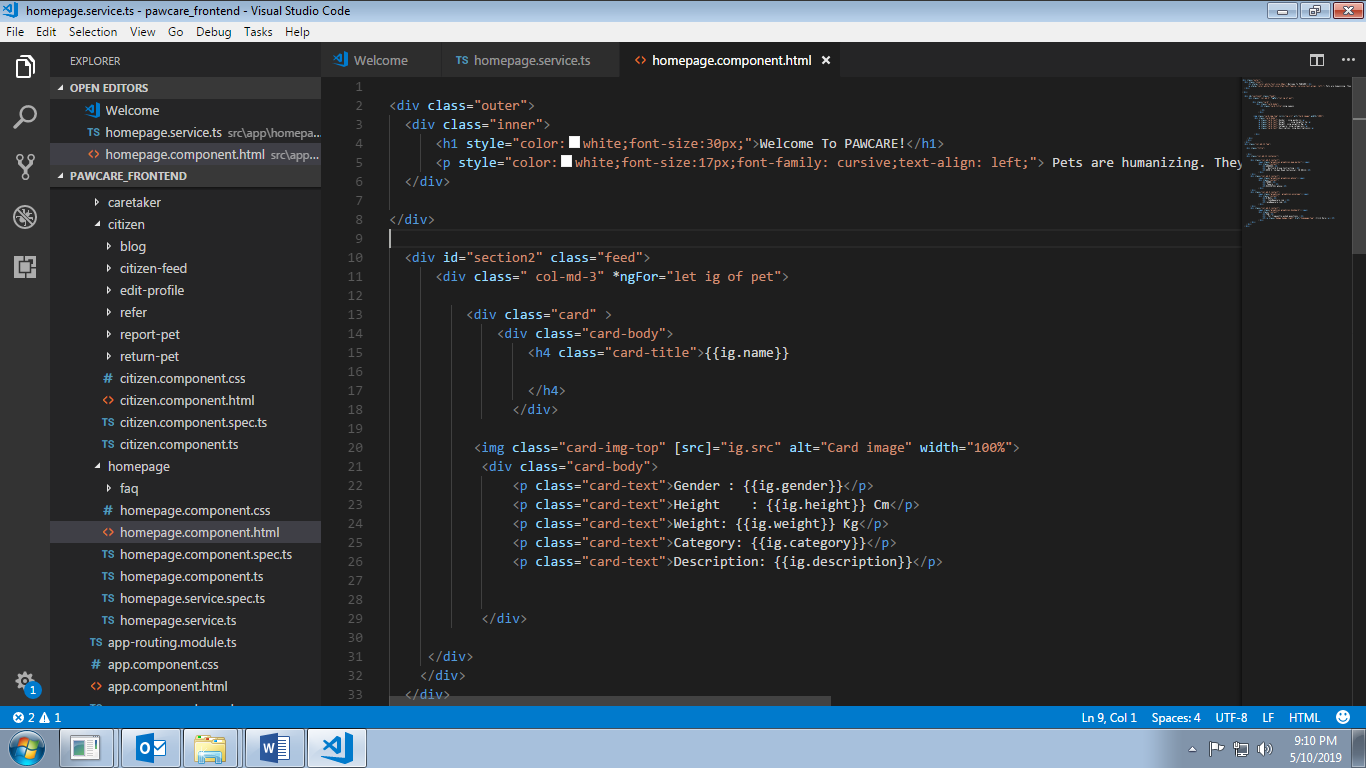 homepage.service.ts - pawcare_frontend - Visual Studio Code
File Edit Selection View Go Debug Tasks Help
EXPLORER
OPEN EDITORS
Welcome
TS homepage.service.ts src\app\homepa...
<> homepage.component.html src\app...
PAWCARE_FRONTEND
caretaker
citizen
blog
citizen-feed
edit-profile
refer
report-pet
return-pet
# citizen.component.css
<> citizen.component.html
TS citizen.component.spec.ts
TS citizen.component.ts
homepage
faq
# homepage.component.css
<> homepage.component.html
TS homepage.component.spec.ts
TS homepage.component.ts
TS homepage.service.spec.ts
TS homepage.service.ts
TS app-routing.module.ts
# app.component.css
<> app.component.html
1
Welcome TS homepage.service.ts <> homepage.component.html ×
1
2 <div class="outer">
3 <div class="inner">
4 <h1 style="color:white;font-size:30px;">Welcome To PAWCARE!</h1>
5 <p style="color:white;font-size:17px;font-family: cursive;text-align: left;"> Pets are humanizing. They
6 </div>
7
8 </div>
9
10 <div id="section2" class="feed">
11 <div class=" col-md-3" *ngFor="let ig of pet">
12
13 <div class="card" >
14 <div class="card-body">
15 <h4 class="card-title">{{ig.name}}
16
17 </h4>
18 </div>
19
20 <img class="card-img-top" [src]="ig.src" alt="Card image" width="100%">
21 <div class="card-body">
22 <p class="card-text">Gender : {{ig.gender}}</p>
23 <p class="card-text">Height    : {{ig.height}} Cm</p>
24 <p class="card-text">Weight: {{ig.weight}} Kg</p>
25 <p class="card-text">Category: {{ig.category}}</p>
26 <p class="card-text">Description: {{ig.description}}</p>
27
28
29 </div>
30
31 </div>
32 </div>
33 </div>
2 1 Ln 9, Col 1 Spaces: 4 UTF-8 LF HTML
9:10 PM
5/10/2019